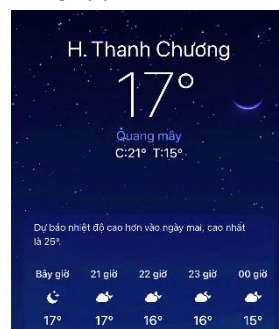 H. Thanh Chương
17°
Quang mây
C:21° T:15°
Dự báo nhiệt độ cao hơn vào ngày mai, cao nhất
là 25°.
Bây giờ 21 giờ 22 giờ 23 giờ 00 giờ
17° 17° 16° 16° 15°